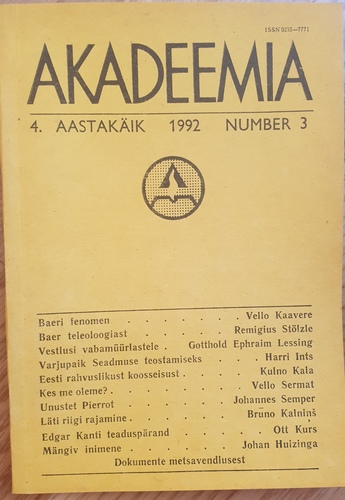 ISSN 0235—7771
AKADEEMIA
4. AASTAKÄIK 1992 NUMBER 3
Baeri fenomen . . . . . . Vello Kaavere
Baer teleoloogiast . . . . . Remigius Stölzle
Vestlusi vabamüürlastele . Gotthold Ephraim Lessing
Varjupaik Seadmuse teostamiseks . . . Harri Ints
Eesti rahvuslikust koosseisust . . . . Kulno Kala
Kes me oleme? . . . . . . Vello Sermat
Unustet Pierrot . . . . . Johannes Semper
Läti riigi rajamine . . . . . Brūno Kalniņš
Edgar Kanti teaduspärand . . . . Ott Kurs
Mängiv inimene . . . . . Johan Huizinga
Dokumente metsavendlusest